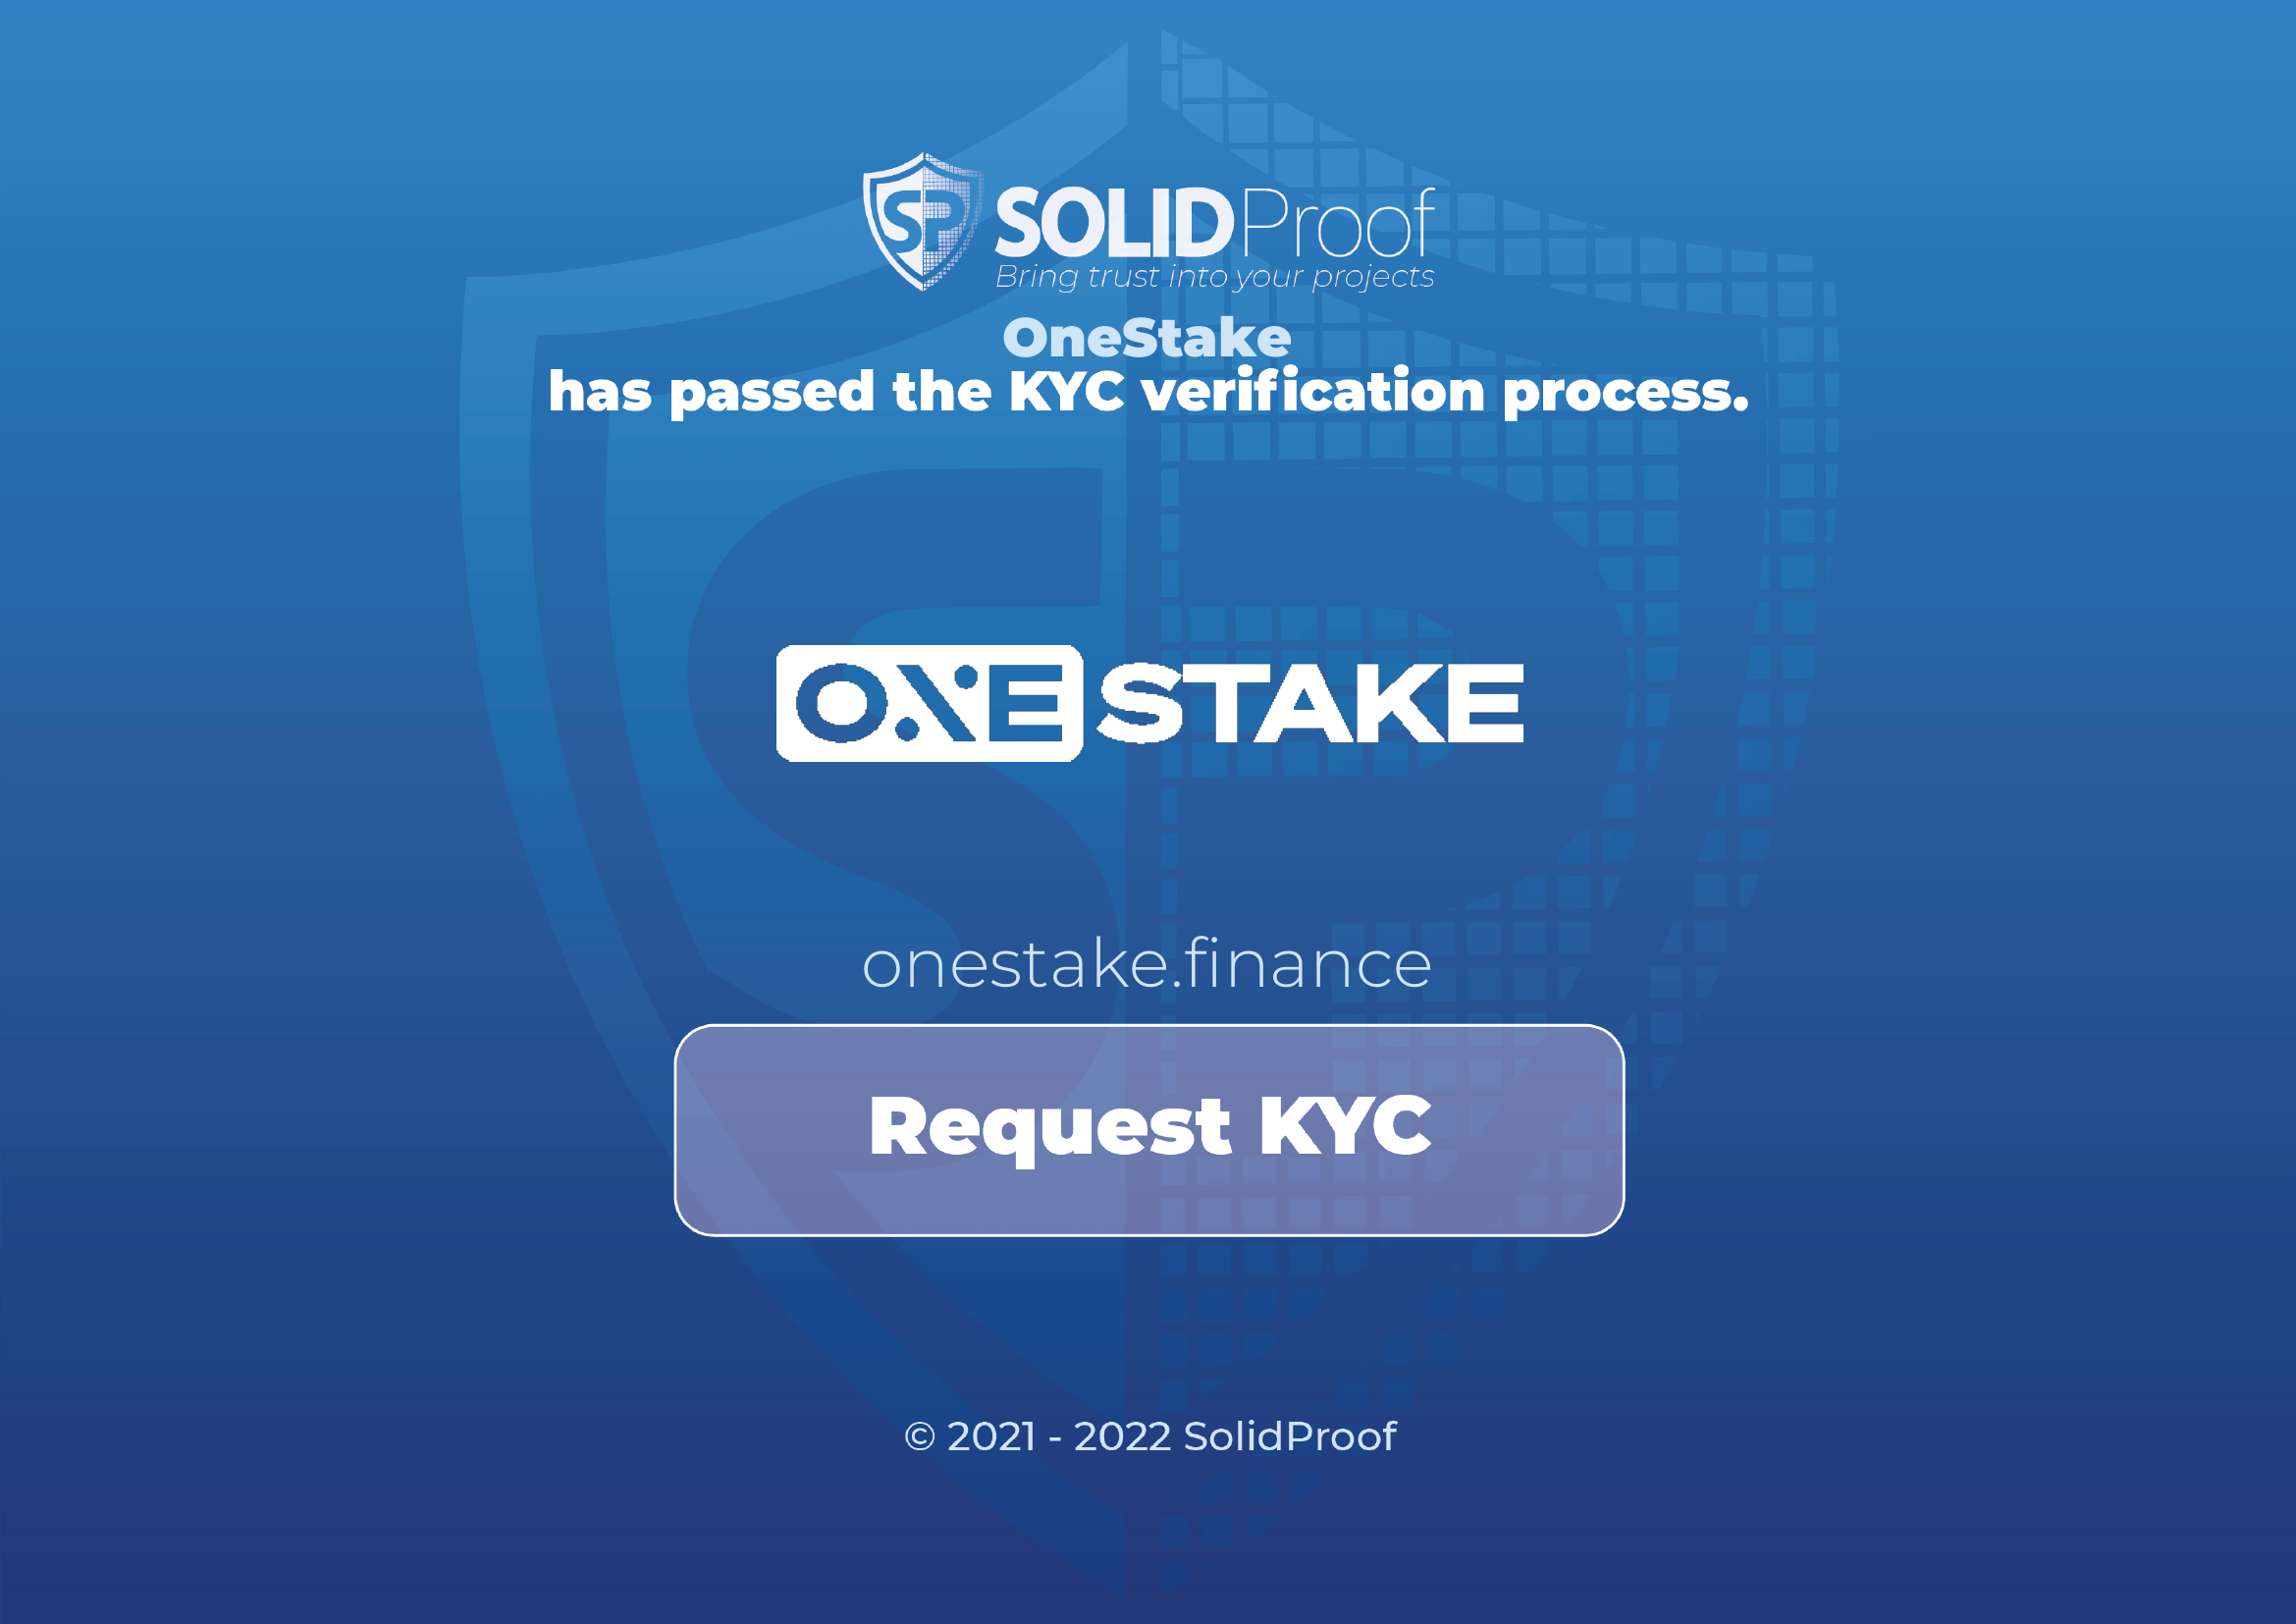 SP SOLIDProof
Bring trust into your projects
OneStake
has passed the KYC verification process.
ONE STAKE
onestake.finance
Request KYC
© 2021 - 2022 SolidProof